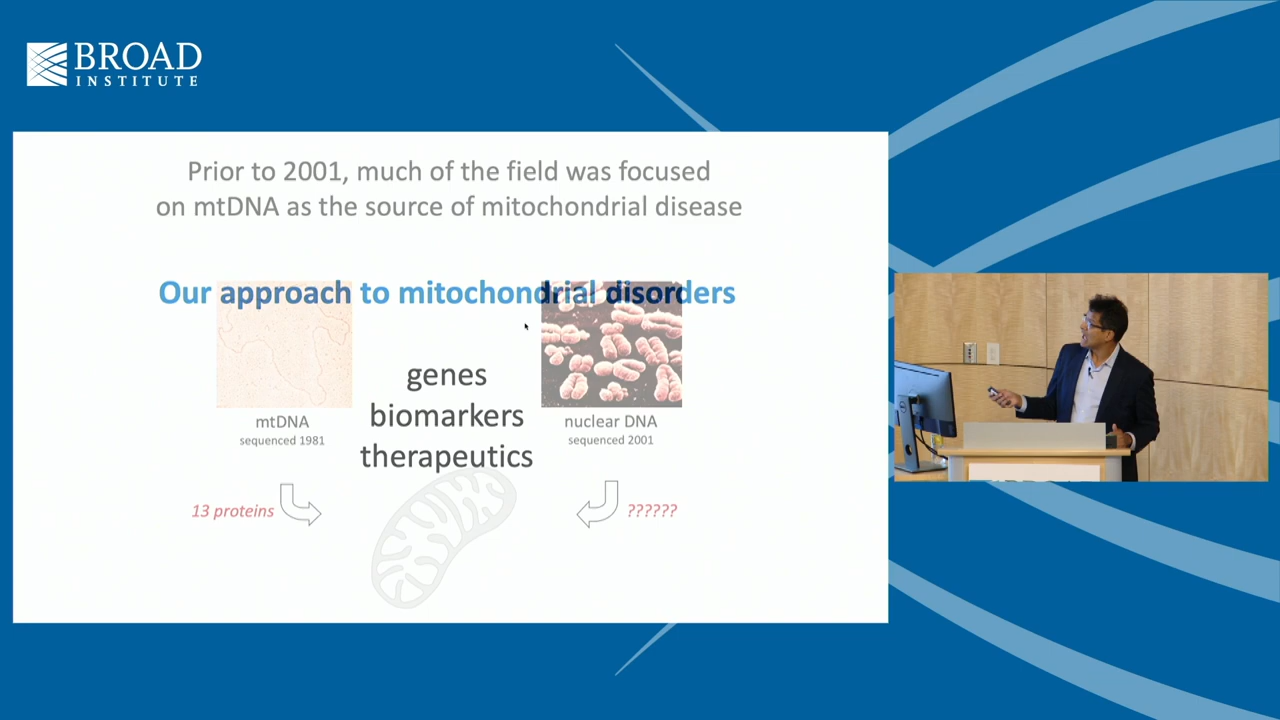 BROAD
INSTITUTE
Prior to 2001, much of the field was focused
on mtDNA as the source of mitochondrial disease
Our approach to mitochondrial disorders
genes
biomarkers
therapeutics
mtDNA
sequenced 1981
nuclear DNA
sequenced 2001
13 proteins
??????